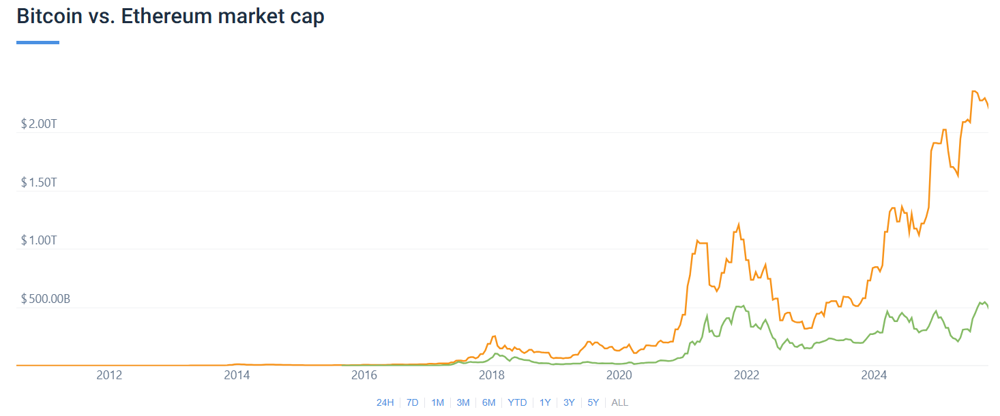 Bitcoin vs. Ethereum market cap
$2.00T
$1.50T
$1.00T
$500.00B
2012 2014 2016 2018 2020 2022 2024
24H 7D 1M 3M 6M YTD 1Y 3Y 5Y ALL